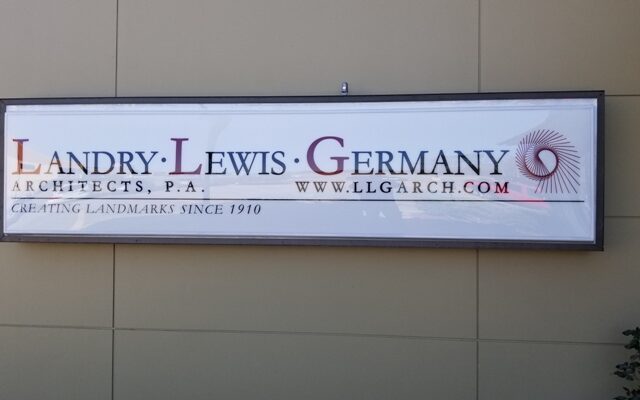 LANDRY·LEWIS·GERMANY
ARCHITECTS, P.A. WWW.LLGARCH.COM
CREATING LANDMARKS SINCE 1910